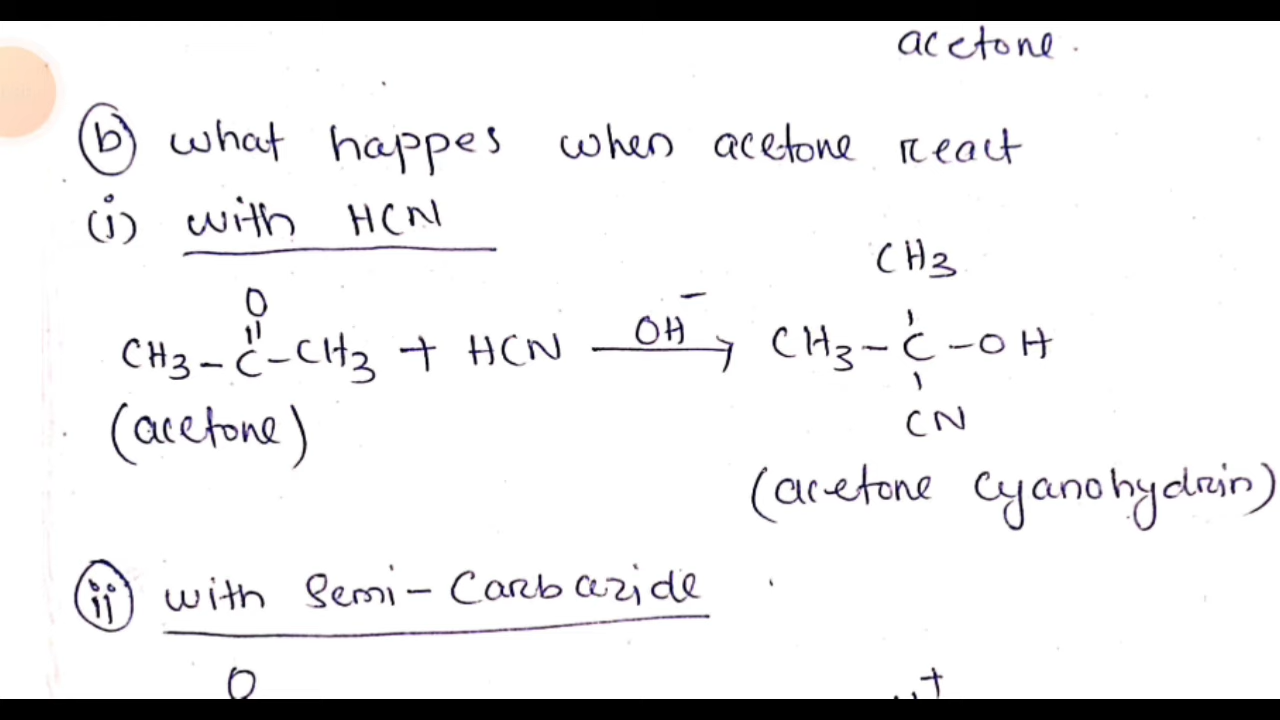 acetone.
(b) what happes when acetone react
(i) with HCN
CH3
O
CH3-C-CH3 + HCN OH- → CH3-C-OH
(acetone)
CN
(acetone cyanohydrin)
(ii) with Semi-Carbazide
O